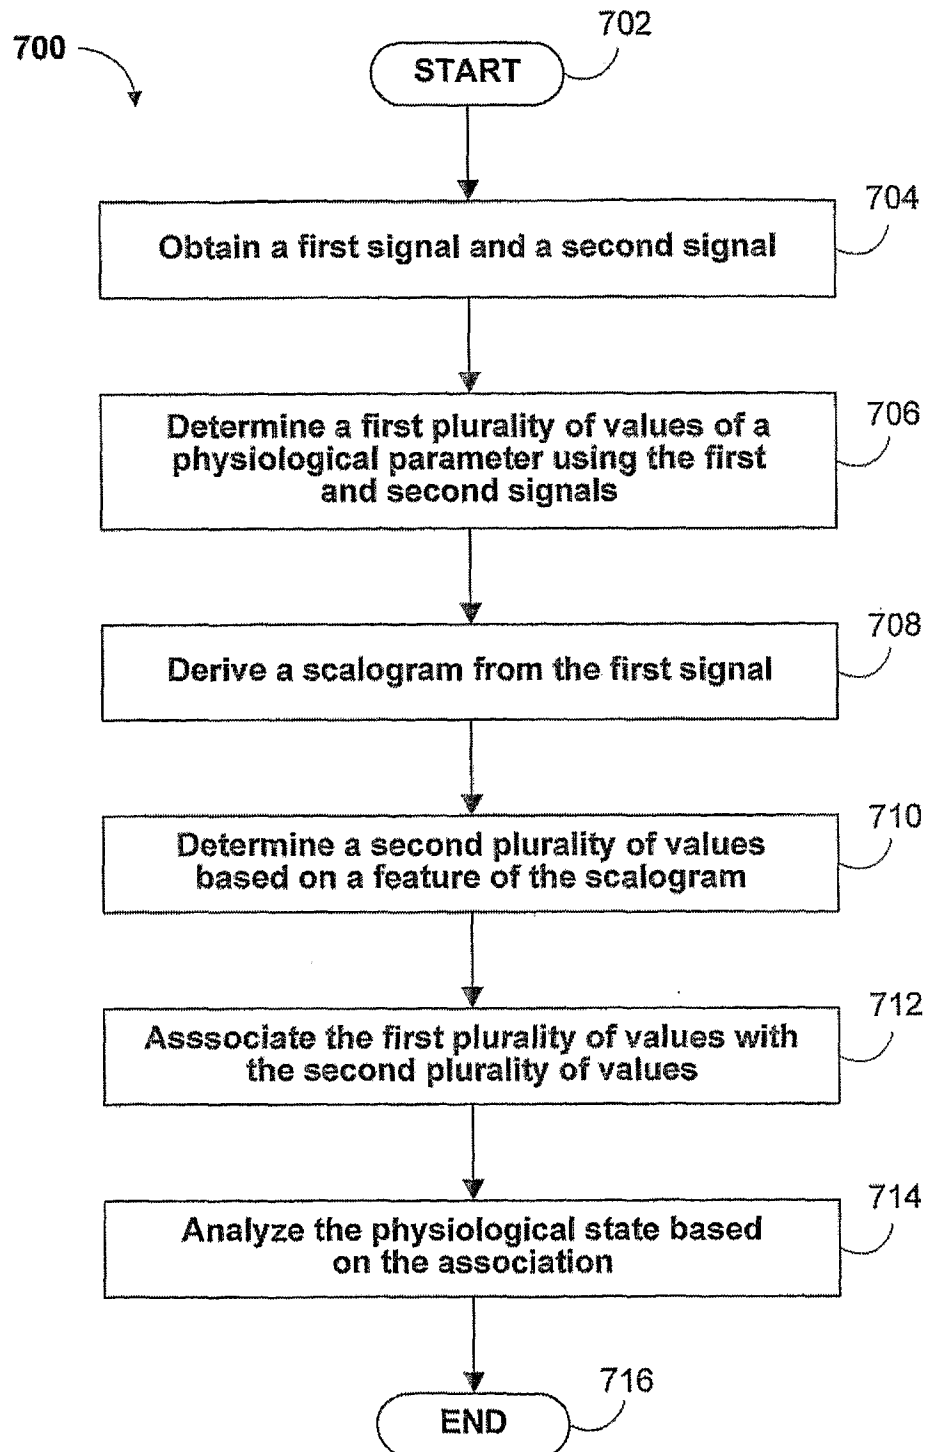 700
702
START
704
Obtain a first signal and a second signal
706
Determine a first plurality of values of a
physiological parameter using the first
and second signals
708
Derive a scalogram from the first signal
710
Determine a second plurality of values
based on a feature of the scalogram
712
Asssociate the first plurality of values with
the second plurality of values
714
Analyze the physiological state based
on the association
716
END